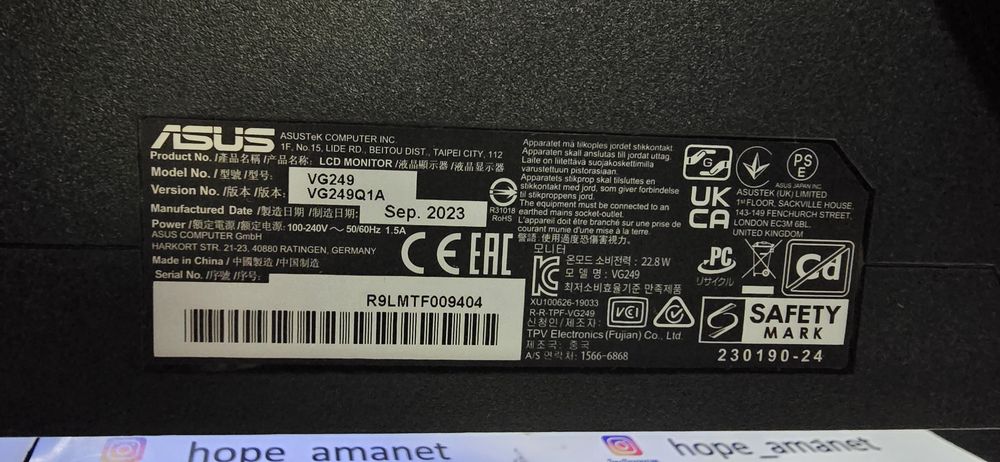 ASUS
ASUSTeK COMPUTER INC.
1F, No.15, LIDE RD., BEITOU DIST., TAIPEI CITY, 112
Product No. /產品名稱 /产品名称: LCD MONITOR /液晶顯示器 /液晶显示器
Model No. /型號/型号: VG249
Version No. /版本 /版本: VG249Q1A
Manufactured Date /製造日期 /制造日期: Sep. 2023
Power /額定電源 /额定电源: 100-240V ~ 50/60Hz 1.5A
ASUS COMPUTER GmbH
HARKORT STR. 21-23, 40880 RATINGEN, GERMANY
Made in China / 中國製造 /中国制造
Serial No. /序號 /序号:
R9LMTF009404
R31018
RoHS
CE EAC
Apparatet må tilkoples jordet stikkontakt.
Apparaten skall anslutas till jordat uttag.
Laite on liitettävä suojakoskettimilla
varustettuun pistorasiaan.
Apparatets stikprop skal tilsluttes en
stikkontakt med jord, som giver forbindelse
til stikproppens jord.
The equipment must be connected to an
earthed mains socket-outlet.
L'appareil doit être branché sur une prise de
courant murale d'une mise à la terre.
警語: 使用過度恐傷害視力.
모니터
온모드 소비전력 : 22.8 W
모 델 명 : VG249
최저소비효율기준 만족제품
KC
XU100626-19033
R-R-TPF-VG249
신청인 / 제조자 :
TPV Electronics (Fujian) Co., Ltd.
제조국 : 중국
A/S 연락처: 1566-6868
VCI
G
PS
E
ASUS JAPAN INC
UK
CA
ASUSTEK (UK) LIMITED
1ST FLOOR, SACKVILLE HOUSE,
143-149 FENCHURCH STREET,
LONDON EC3M 6BL,
UNITED KINGDOM
PC
リサイクル
Cd
SAFETY
MARK
230190-24
hope_amanet
hope_amanet